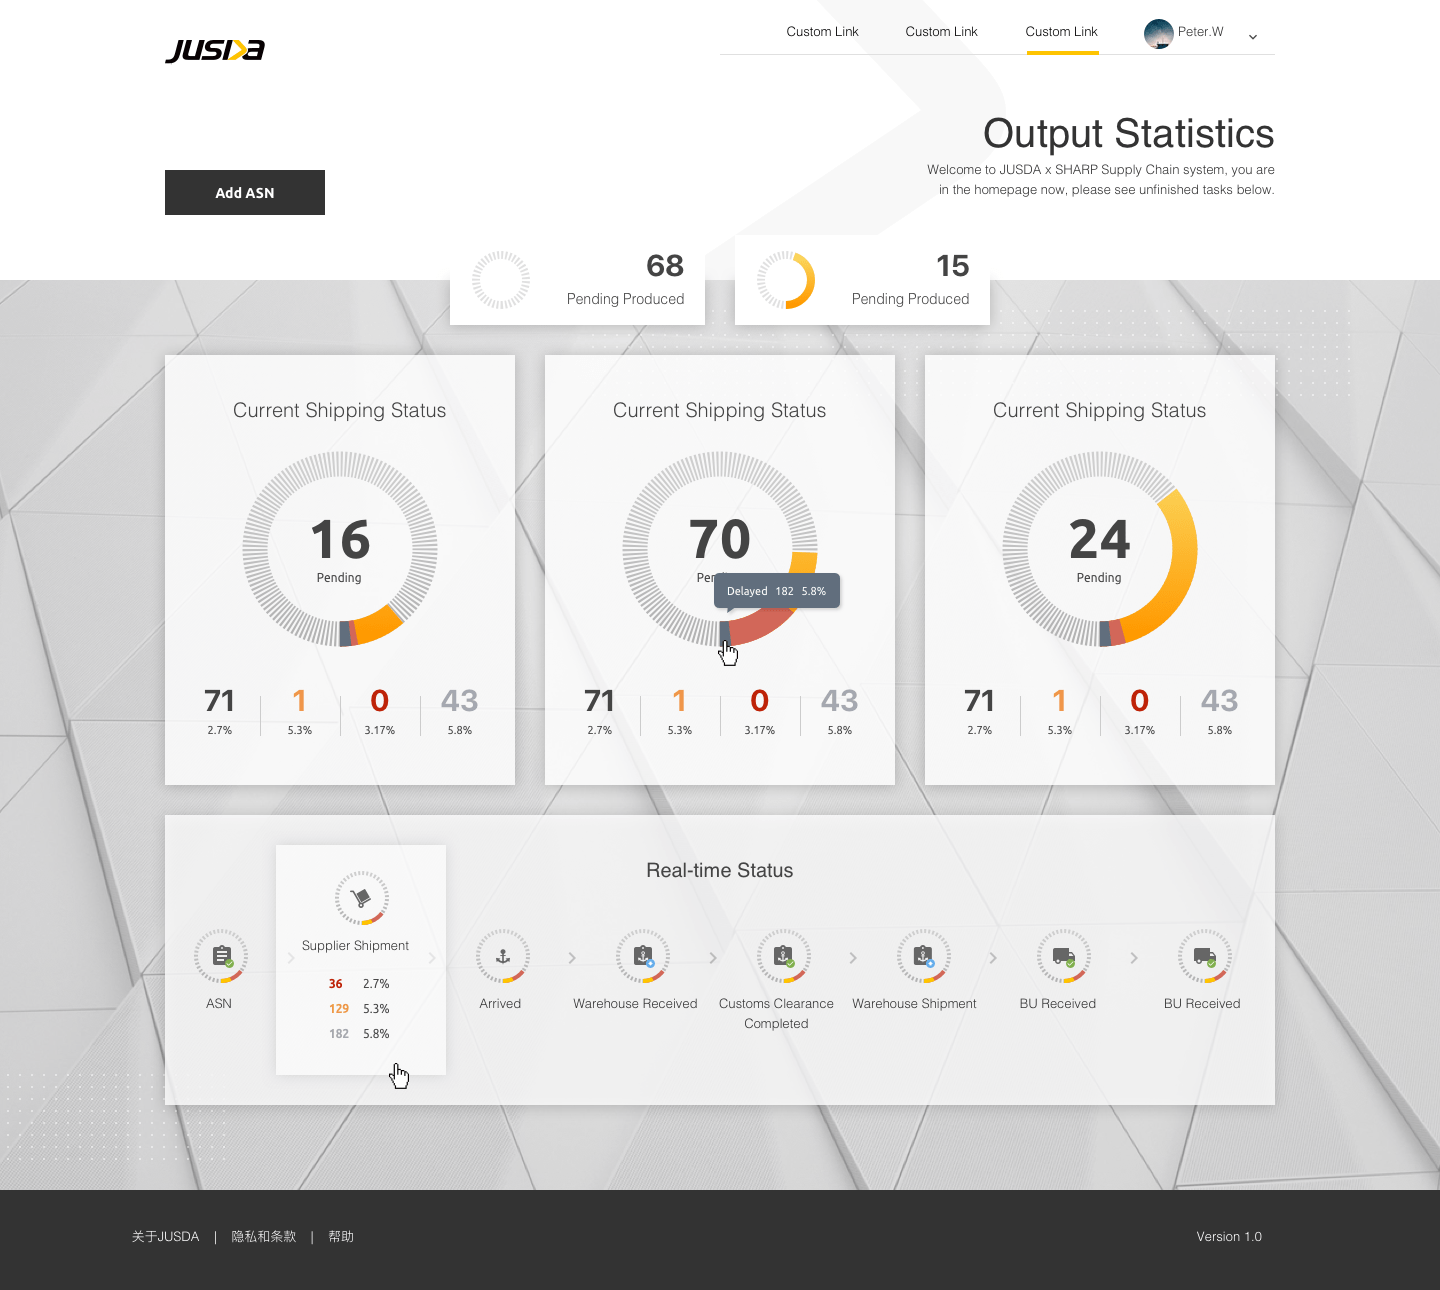 JUSDA
Custom Link
Custom Link
Custom Link
Peter.W
Output Statistics
Welcome to JUSDA x SHARP Supply Chain system, you are
in the homepage now, please see unfinished tasks below.
Add ASN
68
Pending Produced
15
Pending Produced
Current Shipping Status
16
Pending
71
1
0
43
2.7%
5.3%
3.17%
5.8%
Current Shipping Status
70
Delayed 182 5.8%
71
1
0
43
2.7%
5.3%
3.17%
5.8%
Current Shipping Status
24
Pending
71
1
0
43
2.7%
5.3%
3.17%
5.8%
Real-time Status
ASN
Supplier Shipment
36 2.7%
129 5.3%
182 5.8%
Arrived
Warehouse Received
Customs Clearance
Completed
Warehouse Shipment
BU Received
BU Received
关于JUSDA | 隐私和条款 | 帮助
Version 1.0